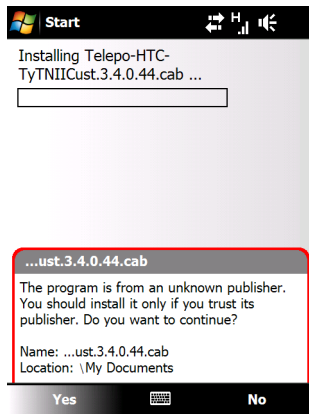 Start
H
Installing Telepo-HTC-
TyTNIICust.3.4.0.44.cab ...
...ust.3.4.0.44.cab
The program is from an unknown publisher.
You should install it only if you trust its
publisher. Do you want to continue?
Name: ...ust.3.4.0.44.cab
Location: \My Documents
Yes
No